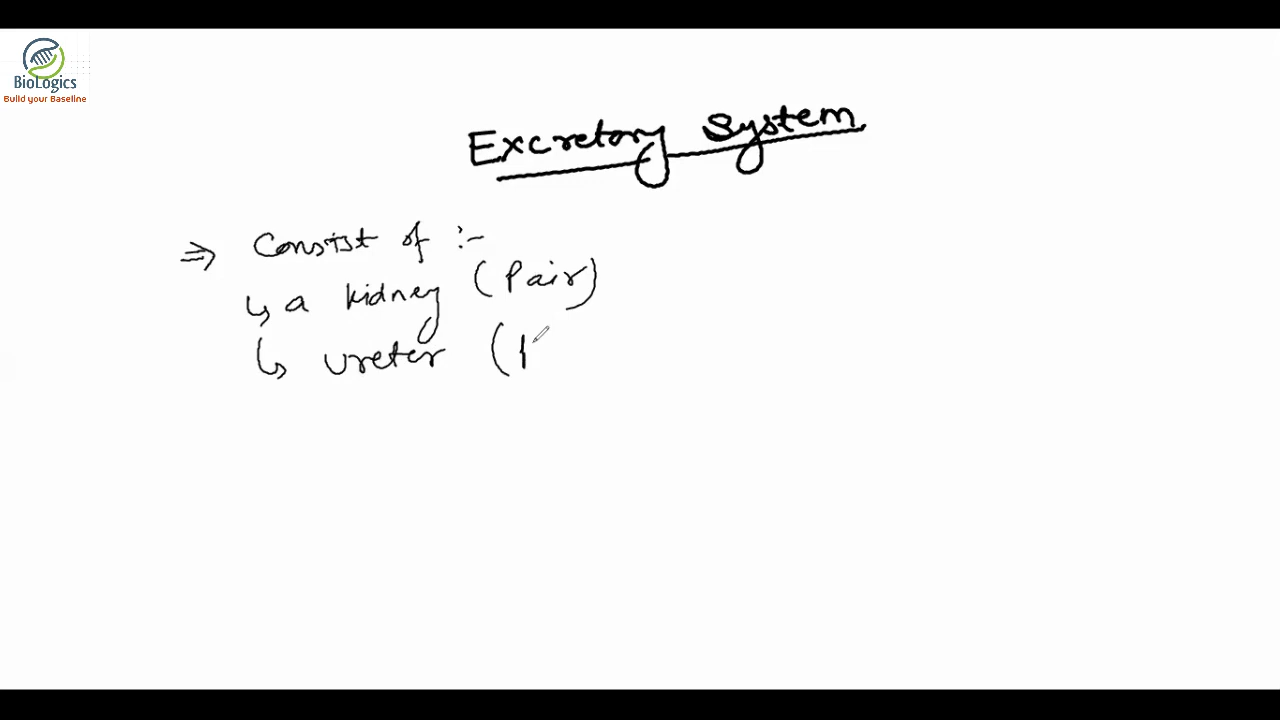 BioLogics
Build your Baseline
Excretory System
⇒ Consist of :-
↳ a kidney (Pair)
↳ Ureter (